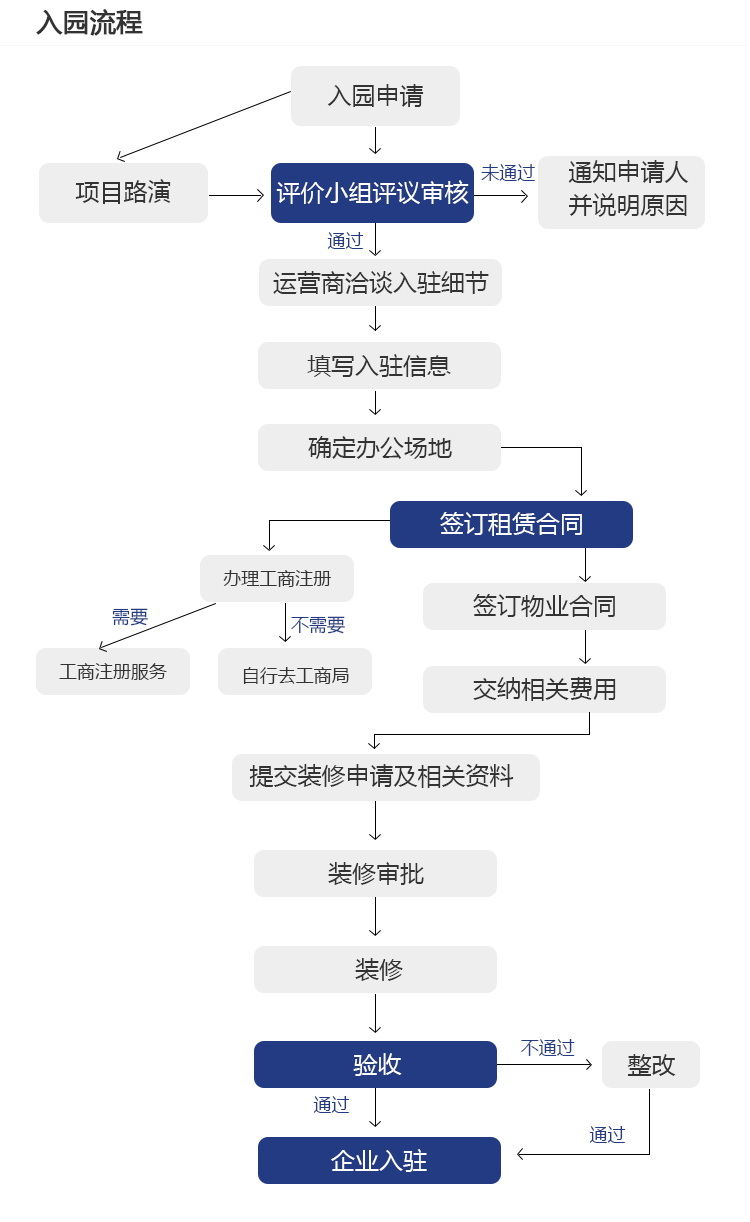 入园流程
入园申请
项目路演
评价小组评议审核
未通过
通知申请人
并说明原因
通过
运营商洽谈入驻细节
填写入驻信息
确定办公场地
签订租赁合同
办理工商注册
签订物业合同
需要
不需要
工商注册服务
自行去工商局
交纳相关费用
提交装修申请及相关资料
装修审批
装修
验收
不通过
整改
通过
通过
企业入驻